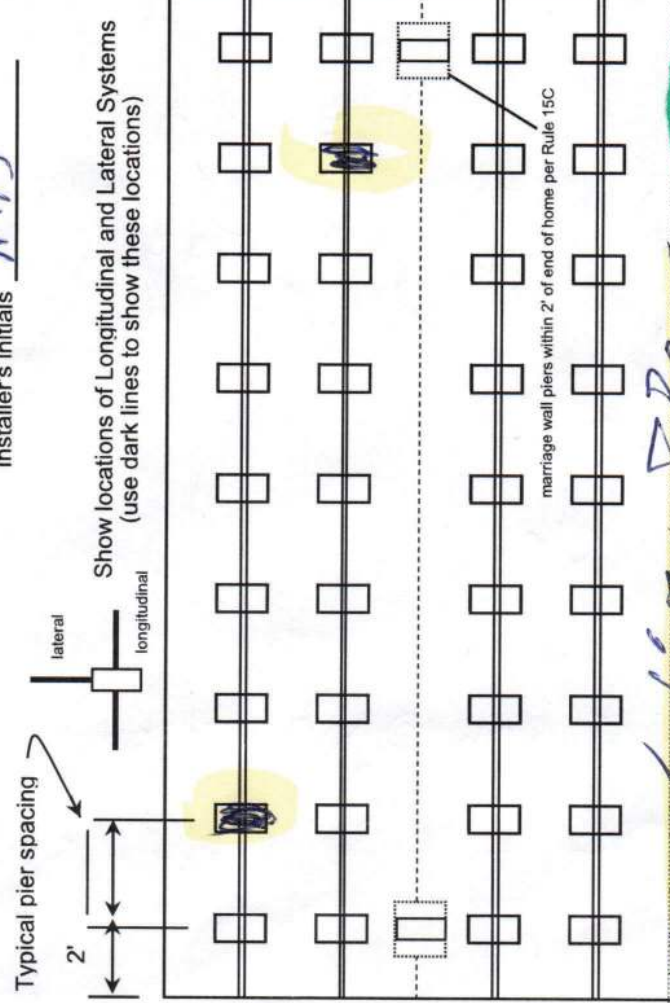 Installer's Initials
Typical pier spacing
2'
lateral
longitudinal
Show locations of Longitudinal and Lateral Systems
(use dark lines to show these locations)
marriage wall piers within 2' of end of home per Rule 15C